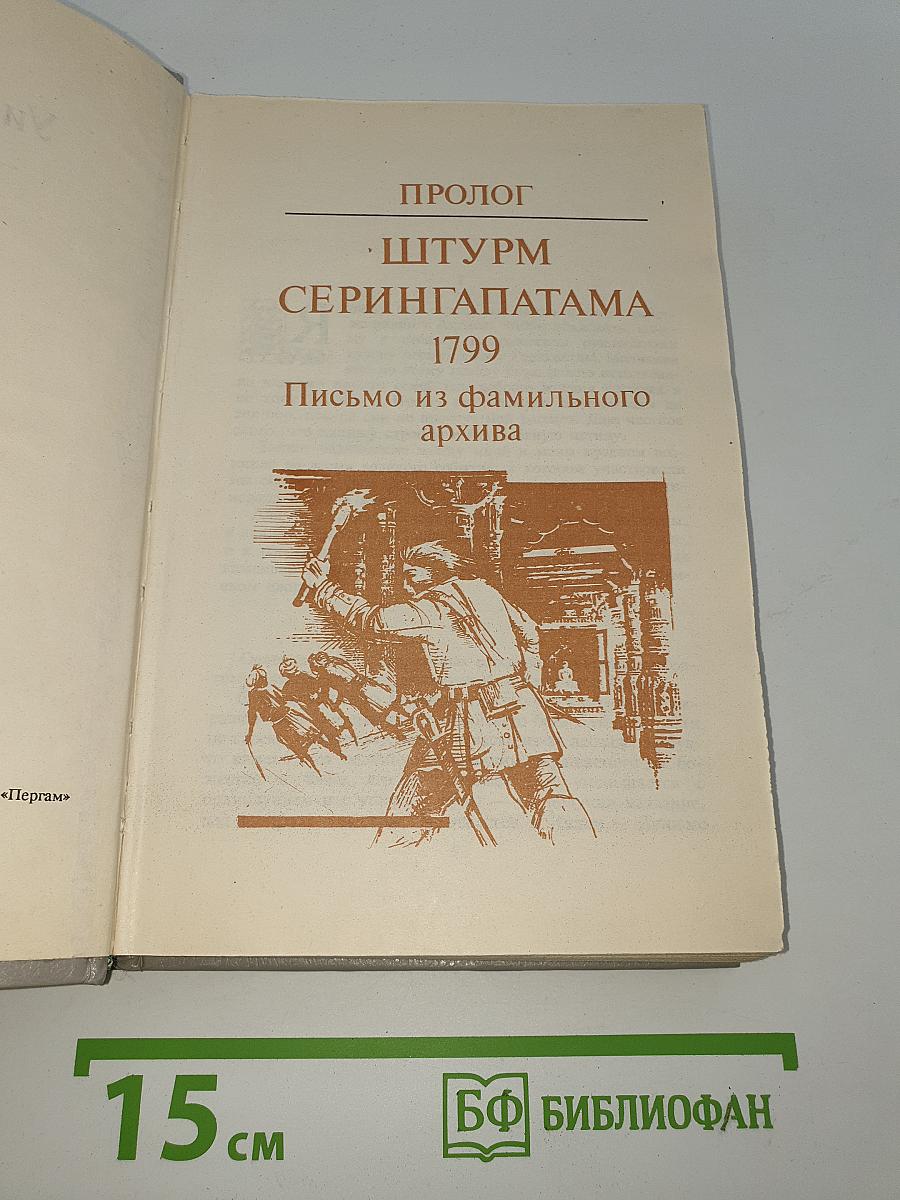 ПРОЛОГ
ШТУРМ
СЕРИНГАПАТАМА
1799
Письмо из фамильного
архива
«Пергам»
15 см
БФ БИБЛИОФАН